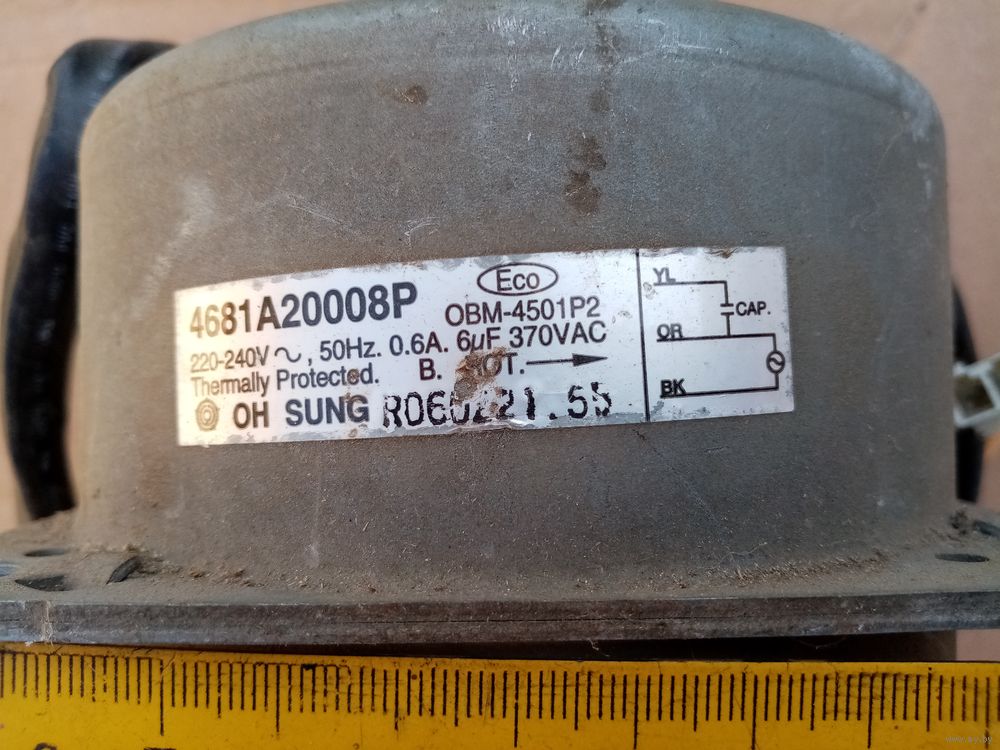 Eco
4681A20008P OBM-4501P2
220-240V ~, 50Hz. 0.6A. 6µF 370VAC
Thermally Protected. B.
OH SUNG
YL
CAP.
OR
BK